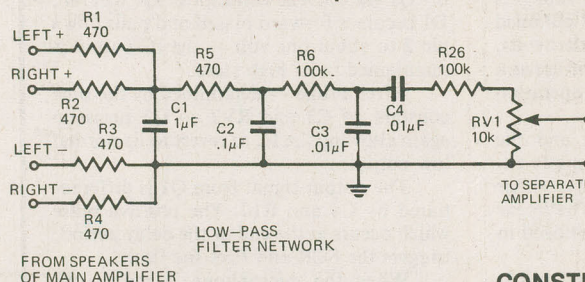 R1
470
LEFT +
RIGHT +
R2
470
R3
470
LEFT –
RIGHT –
R4
470
C1
1µF
R5
470
C2
.1µF
R6
100k
C3
.01µF
C4
.01µF
R26
100k
RV1
10k
TO SEPARAT
AMPLIFIER
LOW–PASS
FILTER NETWORK
FROM SPEAKERS
OF MAIN AMPLIFIER
CONST